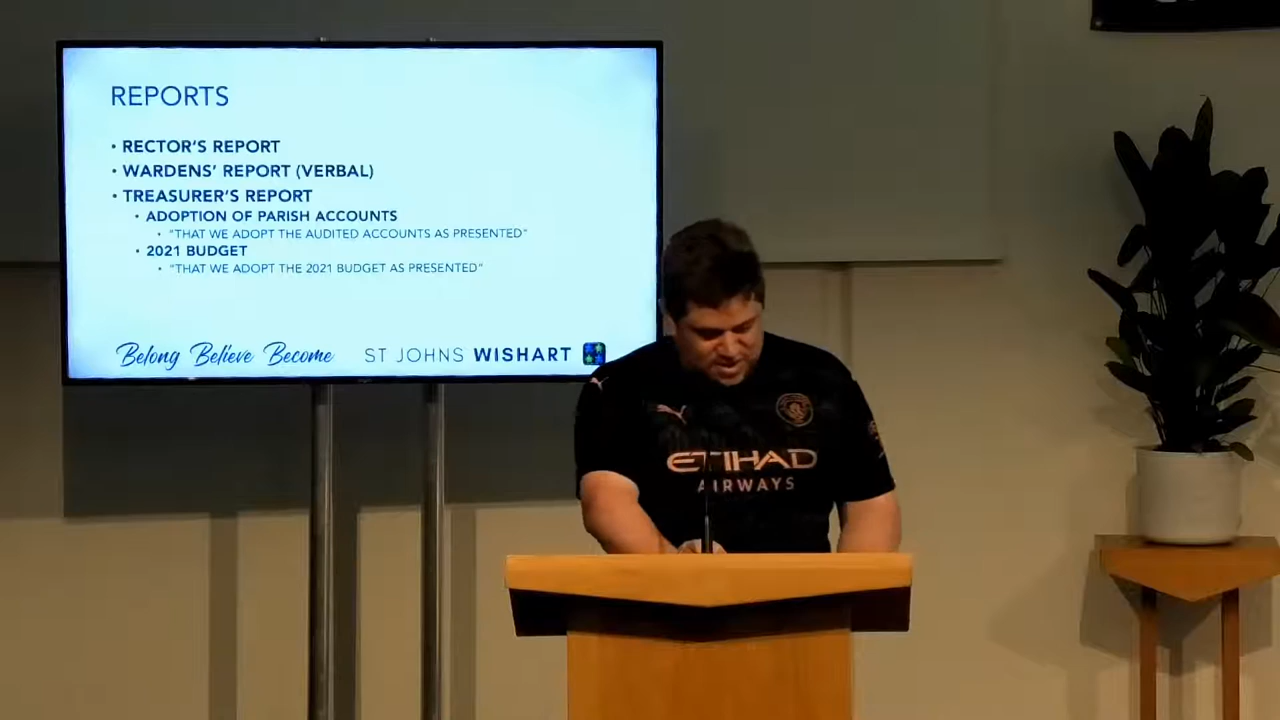 REPORTS
• RECTOR'S REPORT
• WARDENS' REPORT (VERBAL)
• TREASURER'S REPORT
• ADOPTION OF PARISH ACCOUNTS
• "THAT WE ADOPT THE AUDITED ACCOUNTS AS PRESENTED"
• 2021 BUDGET
• "THAT WE ADOPT THE 2021 BUDGET AS PRESENTED"
Belong Believe Become ST JOHNS WISHART
ETIHAD
AIRWAYS